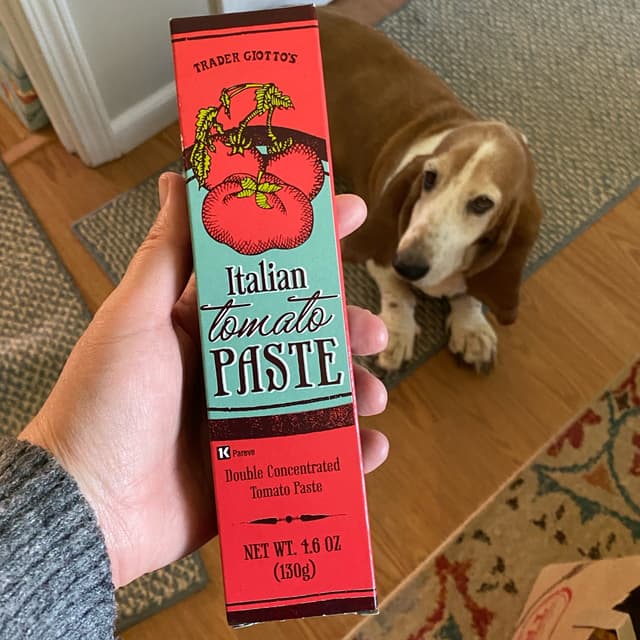 TRADER GIOTTO'S
Italian
tomato
PASTE
K Pareve
Double Concentrated
Tomato Paste
NET WT. 4.6 OZ
(130g)